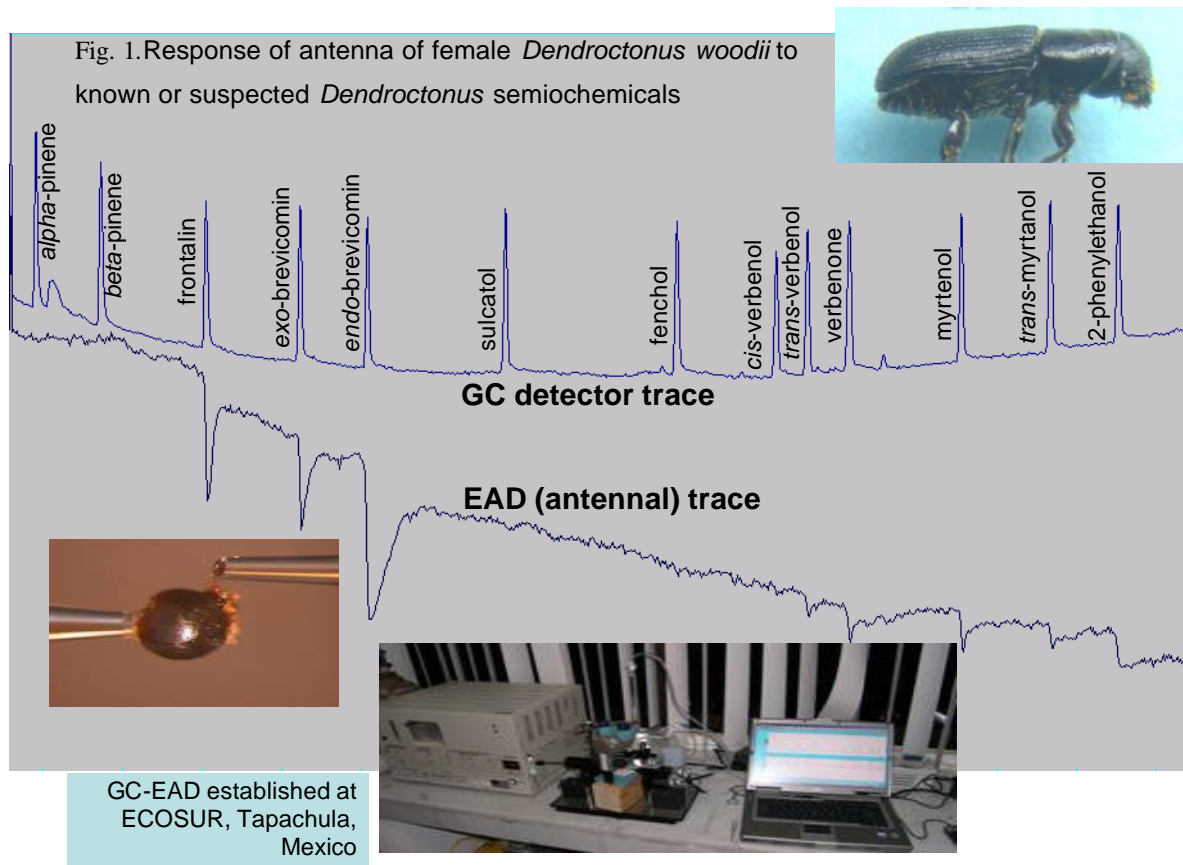 Fig. 1.Response of antenna of female Dendroctonus woodii to
known or suspected Dendroctonus semiochemicals
alpha-pinene
beta-pinene
frontalin
exo-brevicomin
endo-brevicomin
sulcatol
fenchol
cis-verbenol
trans-verbenol
verbenone
myrtenol
trans-myrtanol
2-phenylethanol
GC detector trace
EAD (antennal) trace
GC-EAD established at
ECOSUR, Tapachula,
Mexico